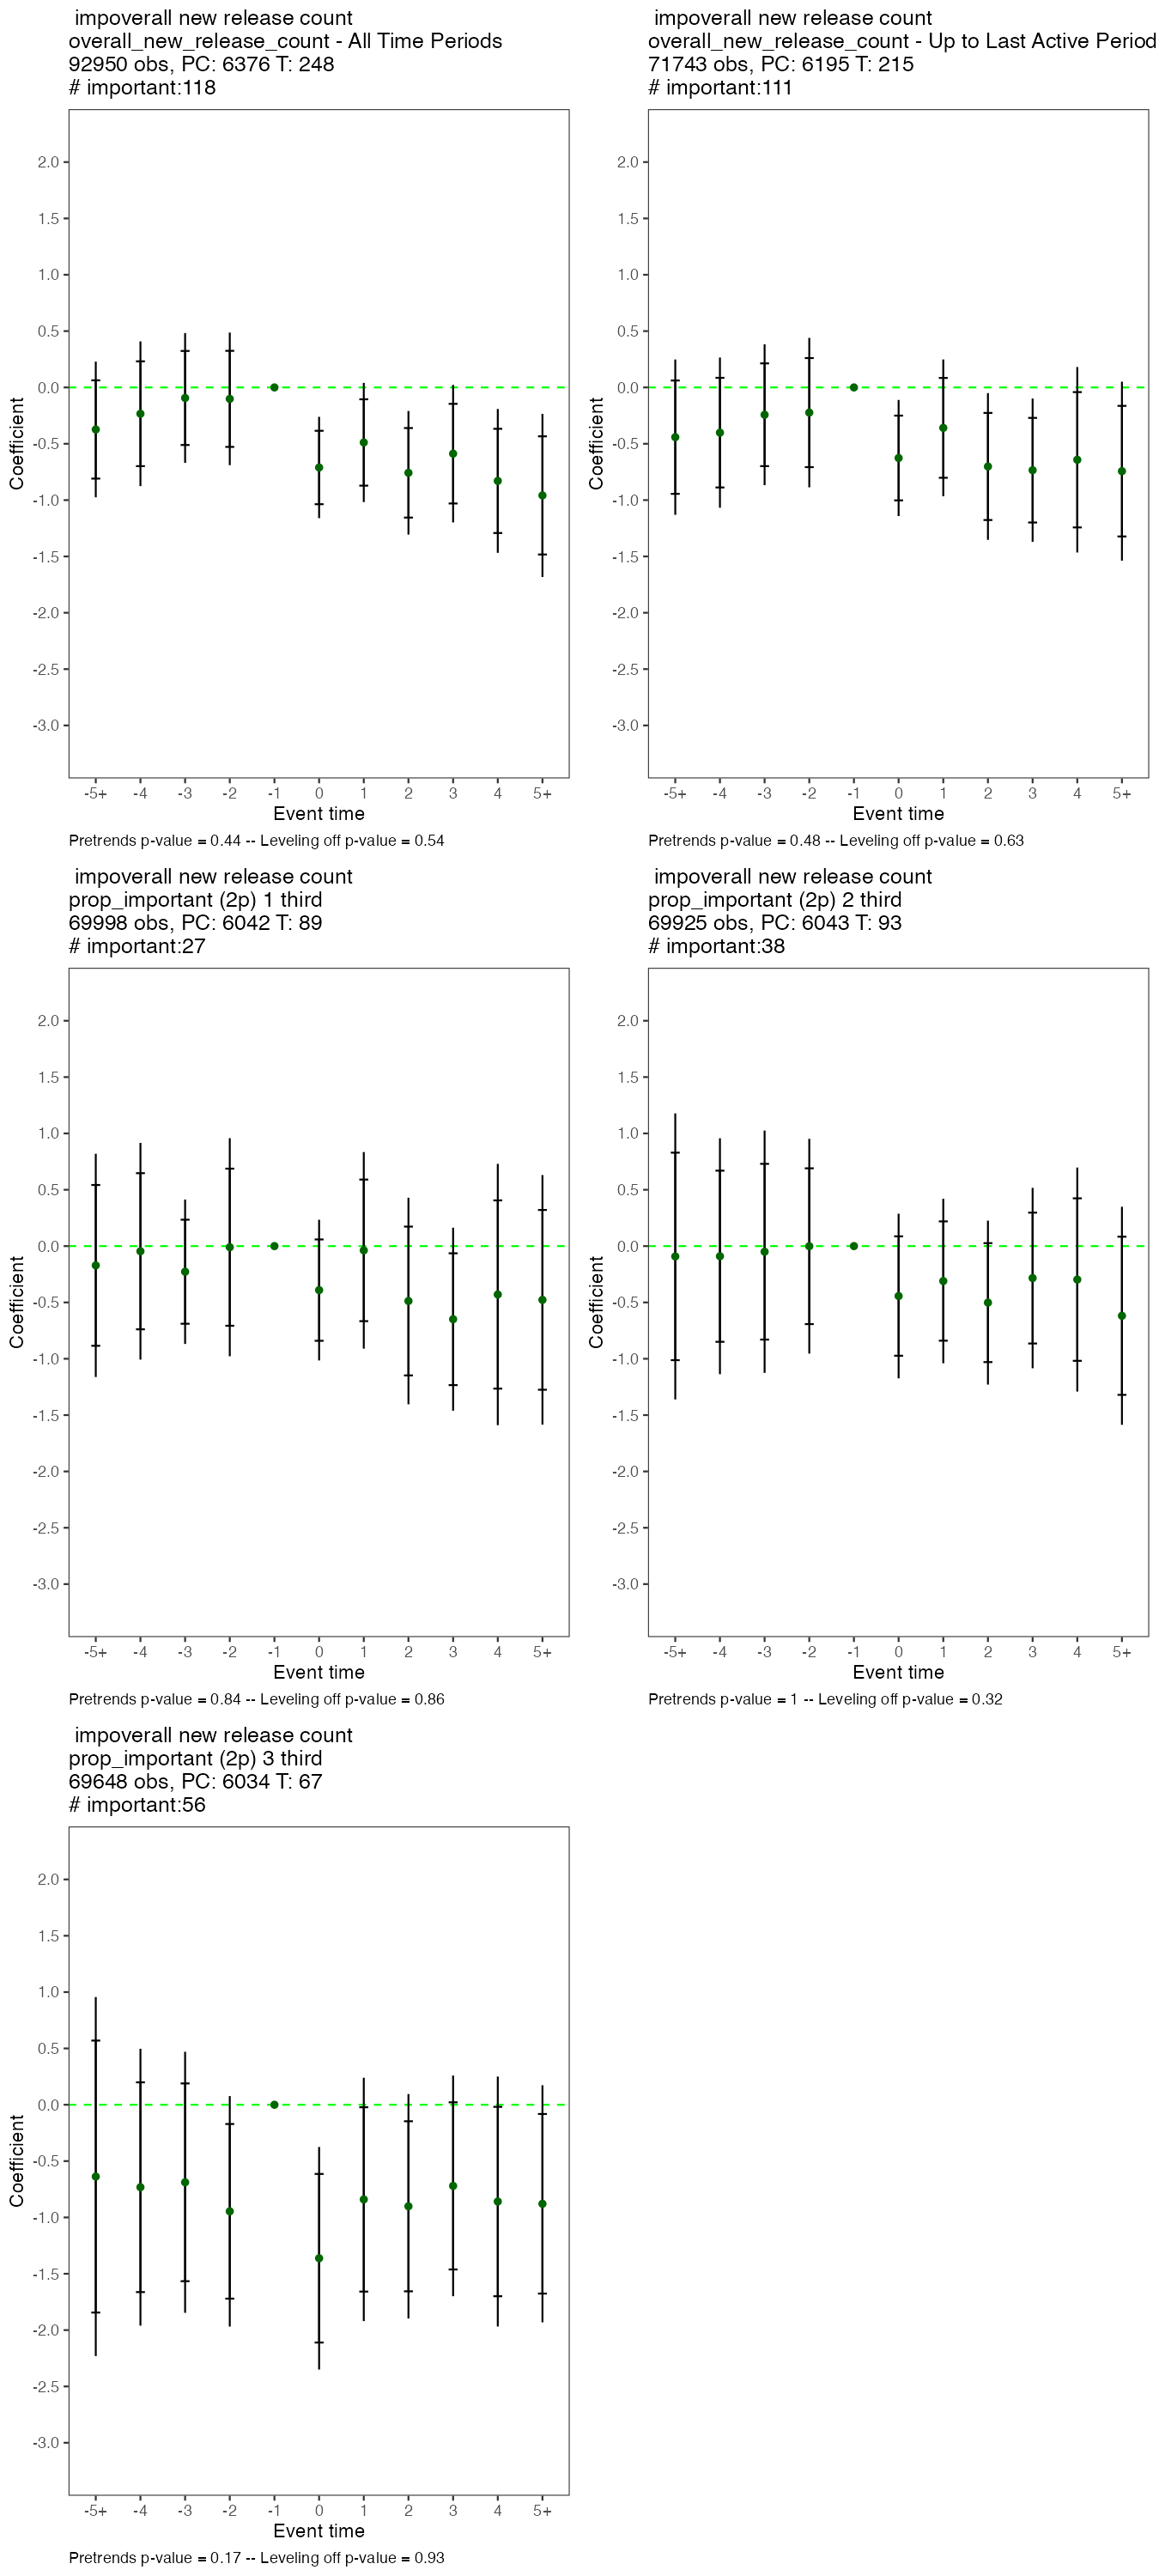 impoverall new release count
overall_new_release_count - All Time Periods
92950 obs, PC: 6376 T: 248
# important:118
2.0
1.5
1.0
0.5
0.0
-0.5
-1.0
-1.5
-2.0
-2.5
-3.0
Coefficient
-5+ -4 -3 -2 -1 0 1 2 3 4 5+
Event time
Pretrends p-value = 0.44 -- Leveling off p-value = 0.54
impoverall new release count
overall_new_release_count - Up to Last Active Period
71743 obs, PC: 6195 T: 215
# important:111
2.0
1.5
1.0
0.5
0.0
-0.5
-1.0
-1.5
-2.0
-2.5
-3.0
Coefficient
-5+ -4 -3 -2 -1 0 1 2 3 4 5+
Event time
Pretrends p-value = 0.48 -- Leveling off p-value = 0.63
impoverall new release count
prop_important (2p) 1 third
69998 obs, PC: 6042 T: 89
# important:27
2.0
1.5
1.0
0.5
0.0
-0.5
-1.0
-1.5
-2.0
-2.5
-3.0
Coefficient
-5+ -4 -3 -2 -1 0 1 2 3 4 5+
Event time
Pretrends p-value = 0.84 -- Leveling off p-value = 0.86
impoverall new release count
prop_important (2p) 2 third
69925 obs, PC: 6043 T: 93
# important:38
2.0
1.5
1.0
0.5
0.0
-0.5
-1.0
-1.5
-2.0
-2.5
-3.0
Coefficient
-5+ -4 -3 -2 -1 0 1 2 3 4 5+
Event time
Pretrends p-value = 1 -- Leveling off p-value = 0.32
impoverall new release count
prop_important (2p) 3 third
69648 obs, PC: 6034 T: 67
# important:56
2.0
1.5
1.0
0.5
0.0
-0.5
-1.0
-1.5
-2.0
-2.5
-3.0
Coefficient
-5+ -4 -3 -2 -1 0 1 2 3 4 5+
Event time
Pretrends p-value = 0.17 -- Leveling off p-value = 0.93